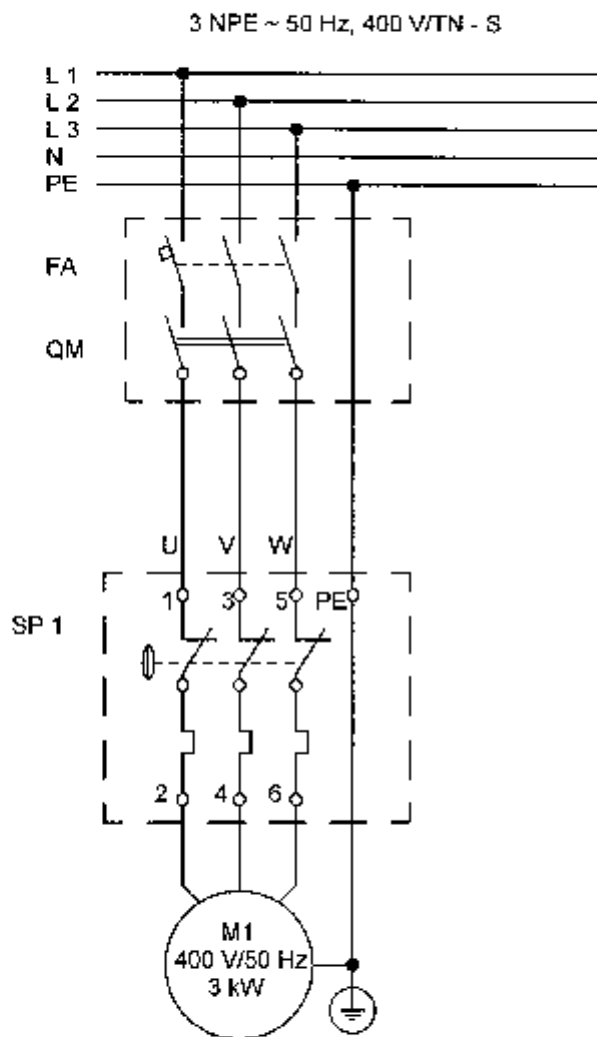 3 NPE ~ 50 Hz, 400 V/TN - S
L 1
L 2
L 3
N
PE
FA
QM
U V W
1 3 5 PE
SP 1
2 4 6
M1
400 V/50 Hz
3 kW